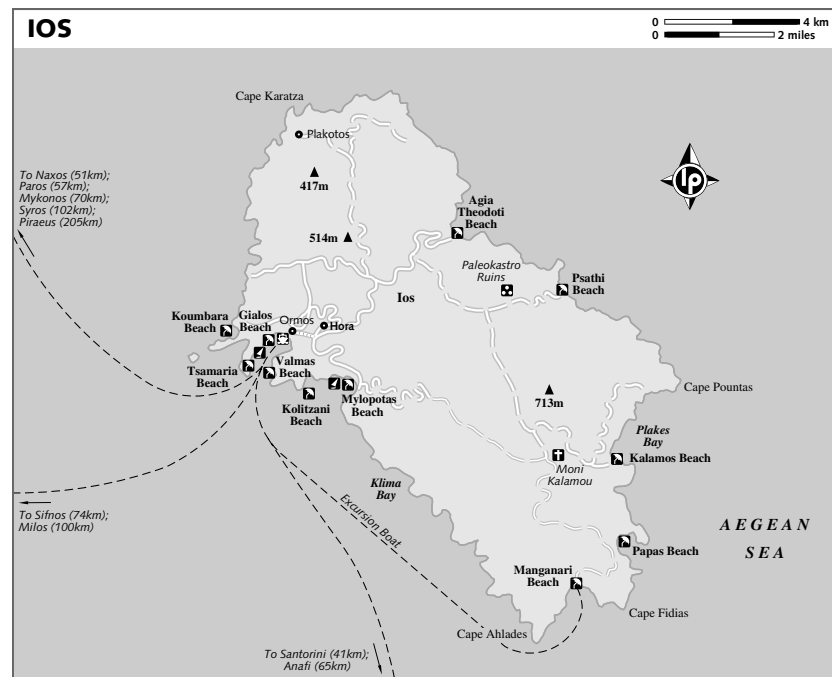 IOS
0 4 km
0 2 miles
Cape Karatza
Plakotos
To Naxos (51km);
Paros (57km);
Mykonos (70km);
Syros (102km);
Piraeus (205km)
417m
514m
Agia
Theodoti
Beach
lp
Paleokastro
Ruins
Psathi
Beach
Ios
Koumbara
Beach
Gialos
Beach
Ormos
Hora
Tsamaria
Beach
Valmas
Beach
Kolitzani
Beach
Mylopotas
Beach
713m
Cape Pountas
Plakes
Bay
Kalamos Beach
Moni
Kalamou
Klima
Bay
Excursion Boat
To Sifnos (74km);
Milos (100km)
AEGEAN
SEA
Papas Beach
Manganari
Beach
Cape Fidias
Cape Ahlades
To Santorini (41km);
Anafi (65km)